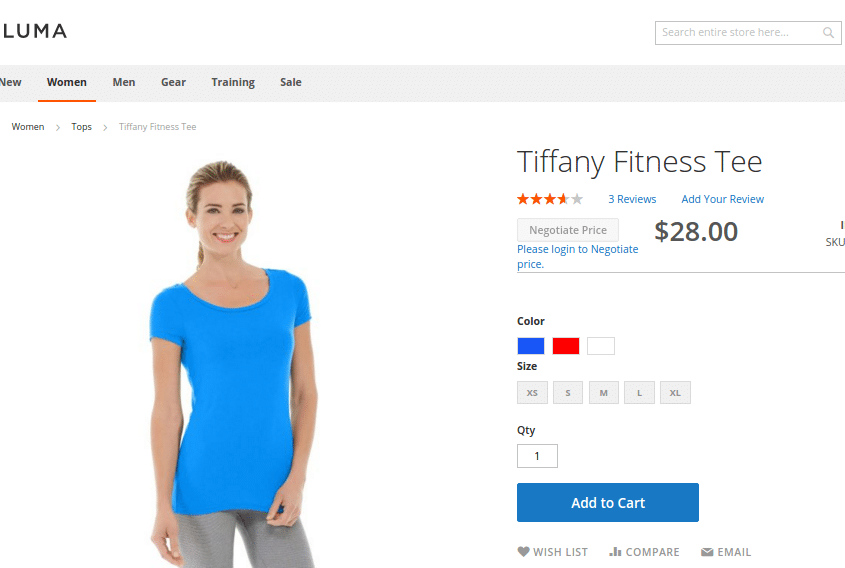 LUMA
Search entire store here...
New Women Men Gear Training Sale
Women > Tops > Tiffany Fitness Tee
Tiffany Fitness Tee
3 Reviews Add Your Review
Negotiate Price
$28.00
SKU
Please login to Negotiate
price.
Color
Size
XS S M L XL
Qty
1
Add to Cart
WISH LIST COMPARE EMAIL